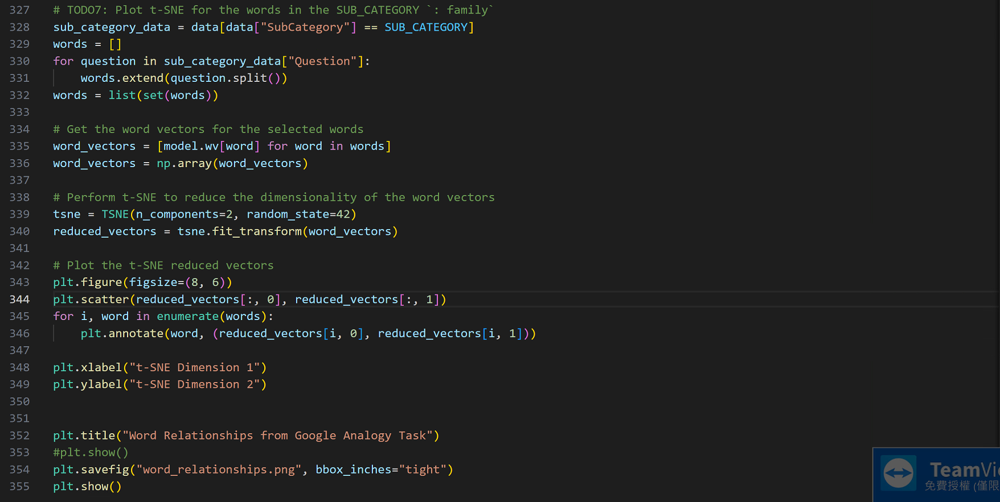 327 # TODO7: Plot t-SNE for the words in the SUB_CATEGORY `: family`
328 sub_category_data = data[data["SubCategory"] == SUB_CATEGORY]
329 words = []
330 for question in sub_category_data["Question"]:
331     words.extend(question.split())
332 words = list(set(words))
333
334 # Get the word vectors for the selected words
335 word_vectors = [model.wv[word] for word in words]
336 word_vectors = np.array(word_vectors)
337
338 # Perform t-SNE to reduce the dimensionality of the word vectors
339 tsne = TSNE(n_components=2, random_state=42)
340 reduced_vectors = tsne.fit_transform(word_vectors)
341
342 # Plot the t-SNE reduced vectors
343 plt.figure(figsize=(8, 6))
344 plt.scatter(reduced_vectors[:, 0], reduced_vectors[:, 1])
345 for i, word in enumerate(words):
346     plt.annotate(word, (reduced_vectors[i, 0], reduced_vectors[i, 1]))
347
348 plt.xlabel("t-SNE Dimension 1")
349 plt.ylabel("t-SNE Dimension 2")
350
351
352 plt.title("Word Relationships from Google Analogy Task")
353 #plt.show()
354 plt.savefig("word_relationships.png", bbox_inches="tight")
355 plt.show()
TeamVie
免費授權 (僅限